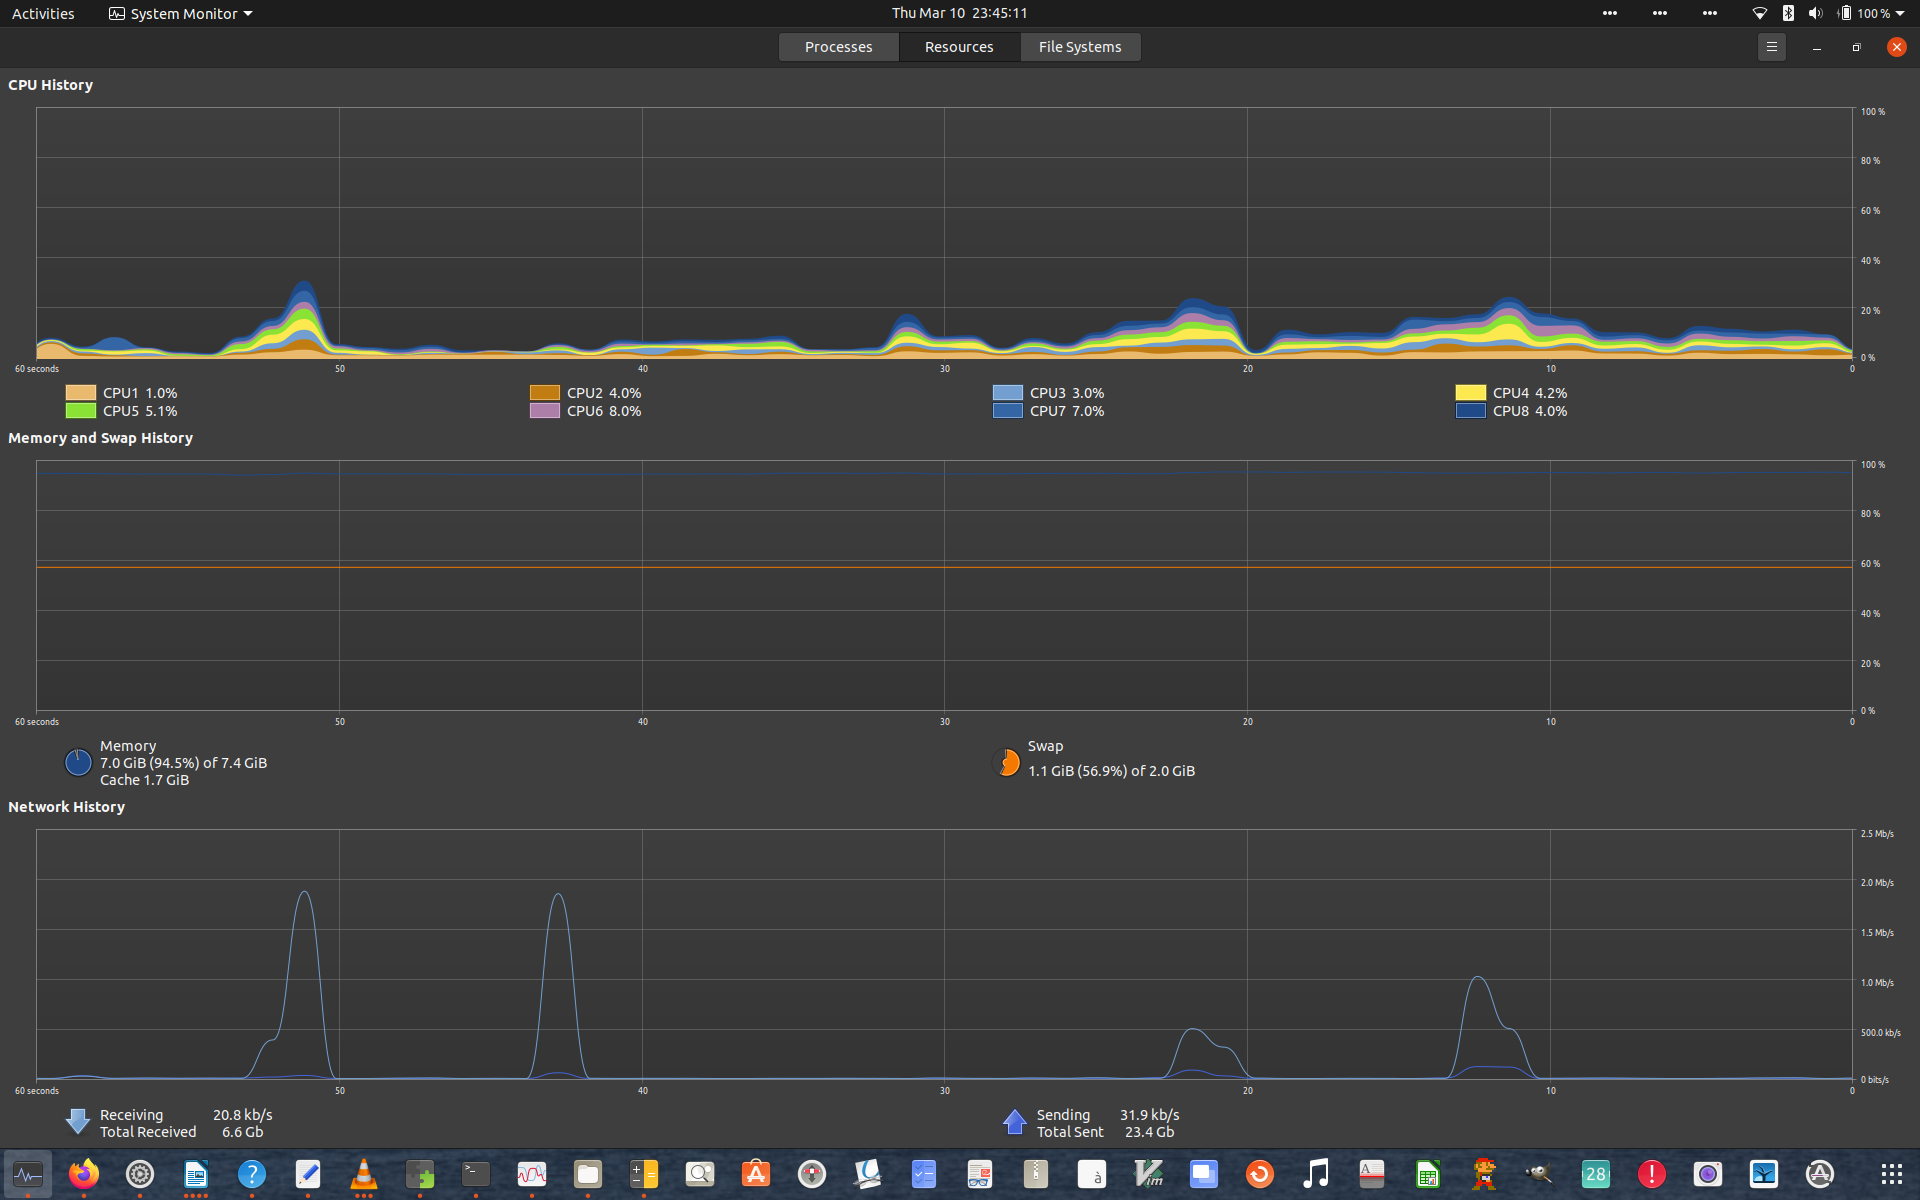 Activities System Monitor Thu Mar 10 23:45:11 100 %
Processes Resources File Systems
CPU History
100 %
80 %
60 %
40 %
20 %
0 %
60 seconds 50 40 30 20 10 0
CPU1 1.0% CPU2 4.0% CPU3 3.0% CPU4 4.2%
CPU5 5.1% CPU6 8.0% CPU7 7.0% CPU8 4.0%
Memory and Swap History
100 %
80 %
60 %
40 %
20 %
0 %
60 seconds 50 40 30 20 10 0
Memory
7.0 GiB (94.5%) of 7.4 GiB
Cache 1.7 GiB
Swap
1.1 GiB (56.9%) of 2.0 GiB
Network History
2.5 Mb/s
2.0 Mb/s
1.5 Mb/s
1.0 Mb/s
500.0 kb/s
0 bits/s
60 seconds 50 40 30 20 10 0
Receiving 20.8 kb/s
Total Received 6.6 Gb
Sending 31.9 kb/s
Total Sent 23.4 Gb
? >_ A à Vim A 28 !